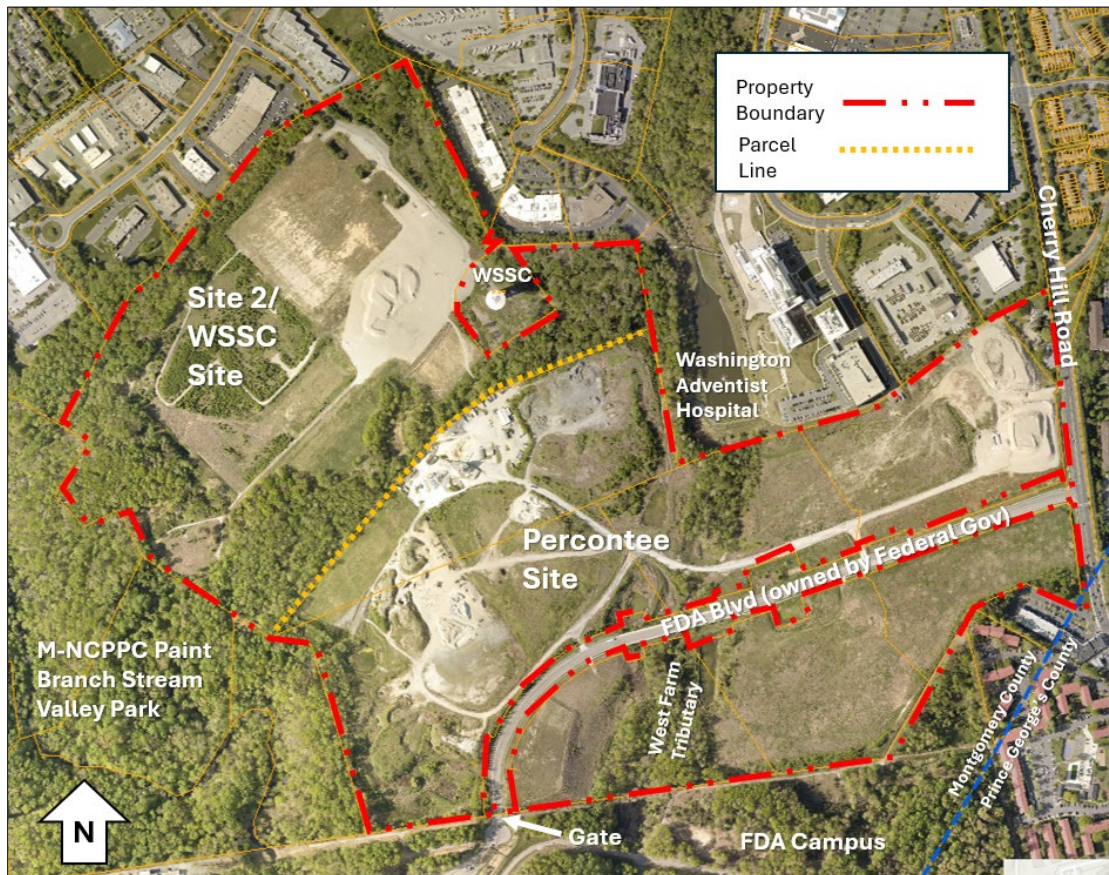 Property
Boundary
Parcel
Line
Cherry Hill Road
WSSC
Site 2/
WSSC
Site
Washington
Adventist
Hospital
Percontee
Site
FDA Blvd (owned by Federal Gov)
M-NCPPC Paint
Branch Stream
Valley Park
West Farm
Tributary
Montgomery County
Prince George's County
N
Gate
FDA Campus